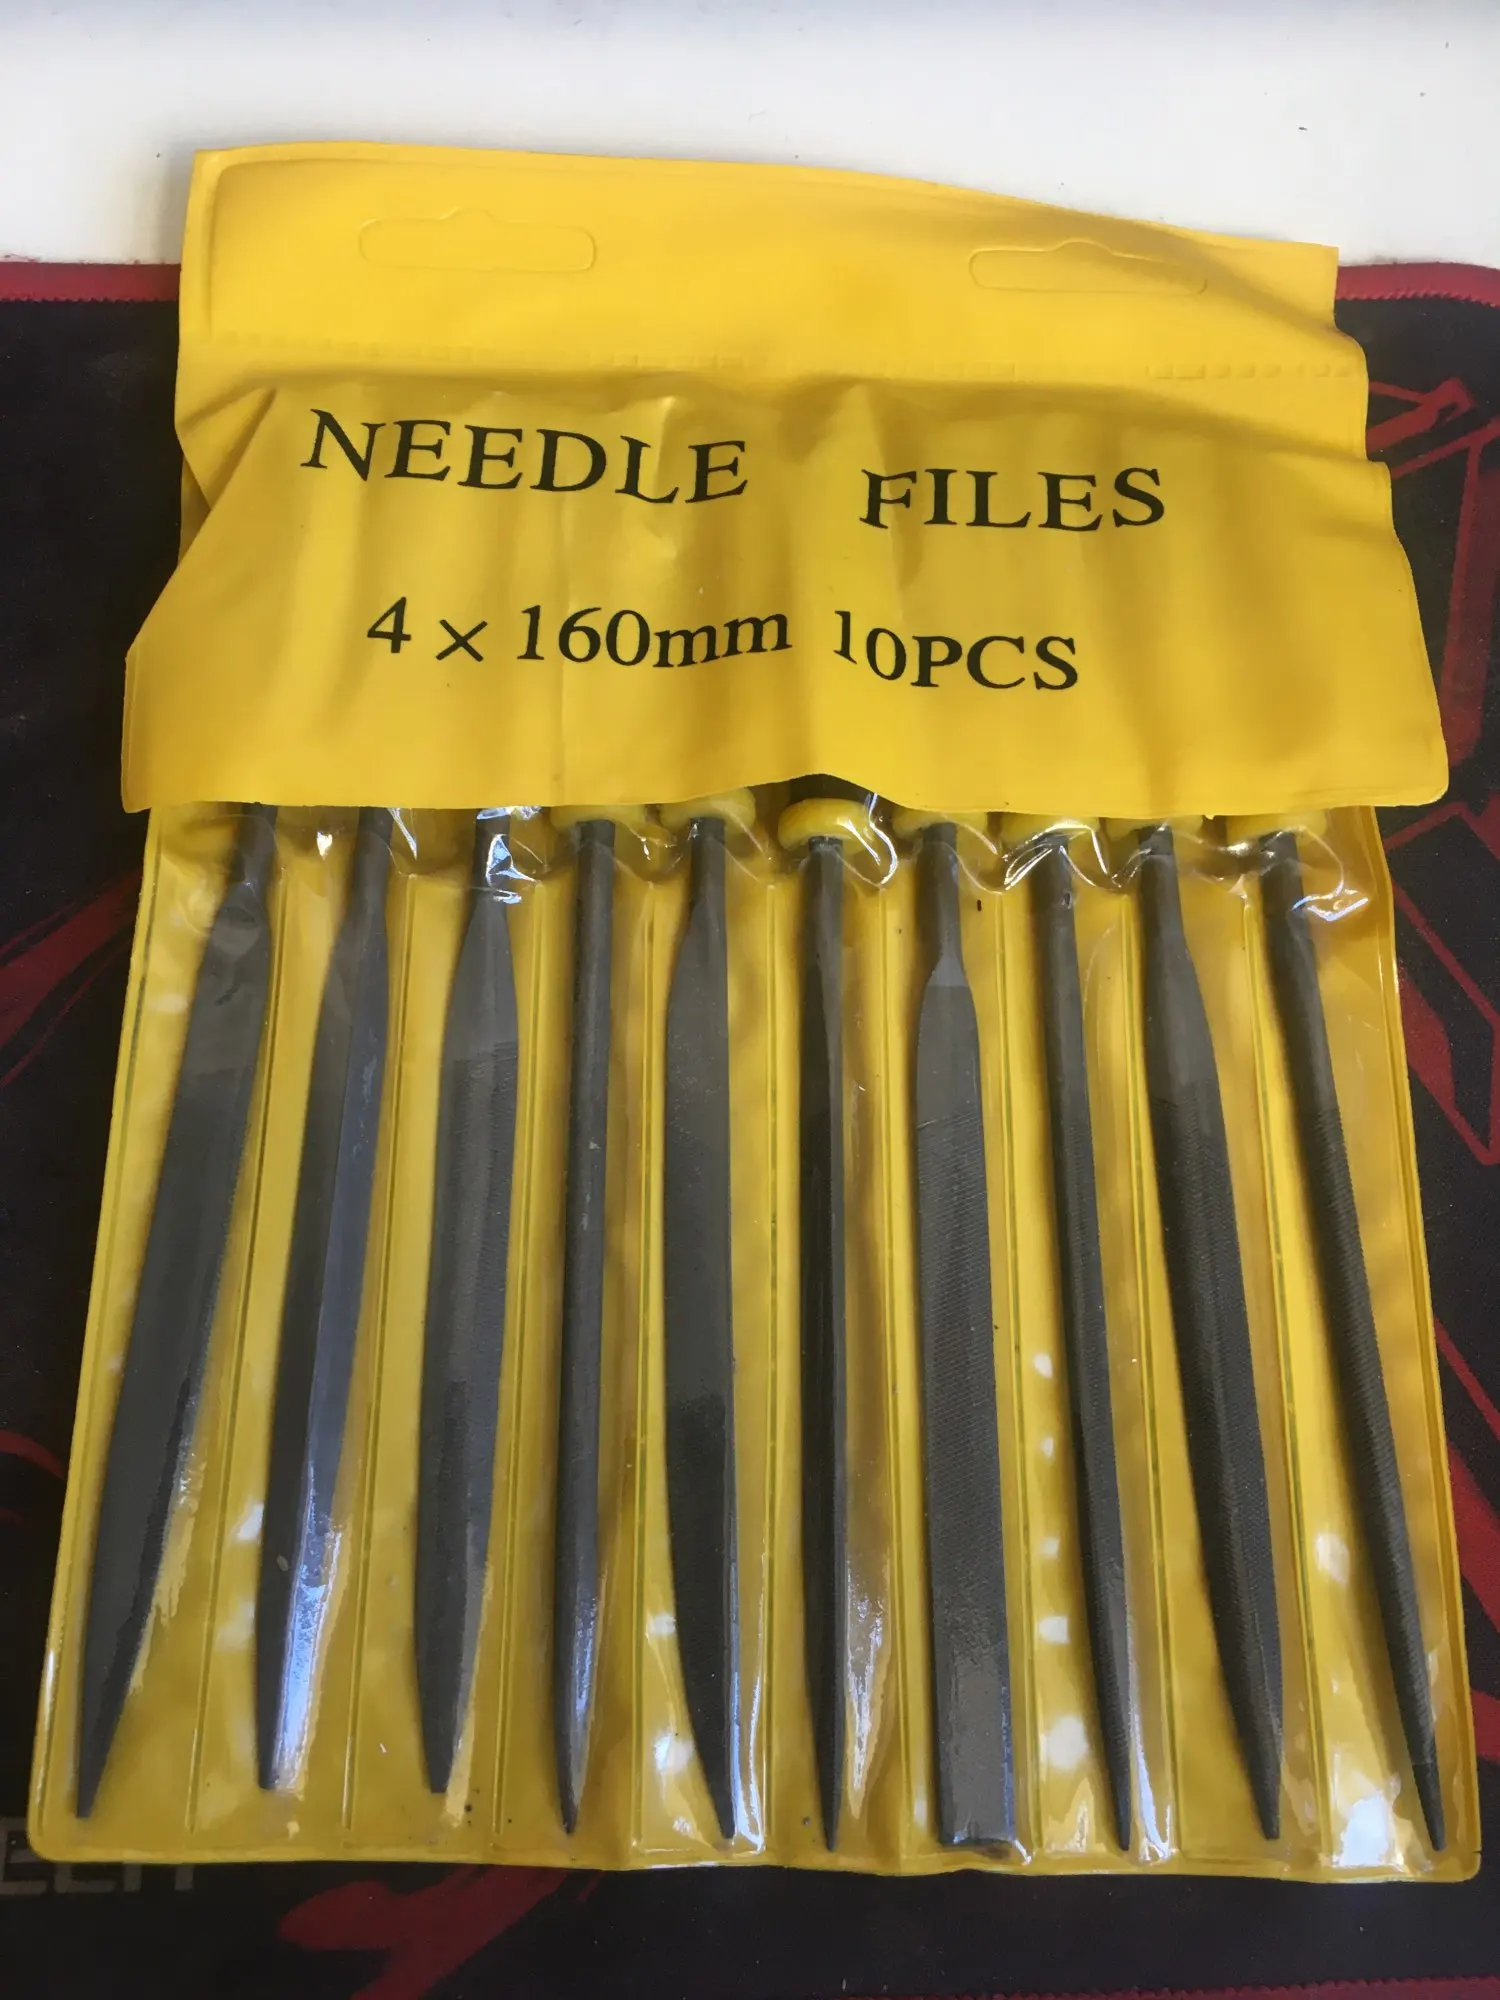 NEEDLE FILES
4 × 160mm 10PCS